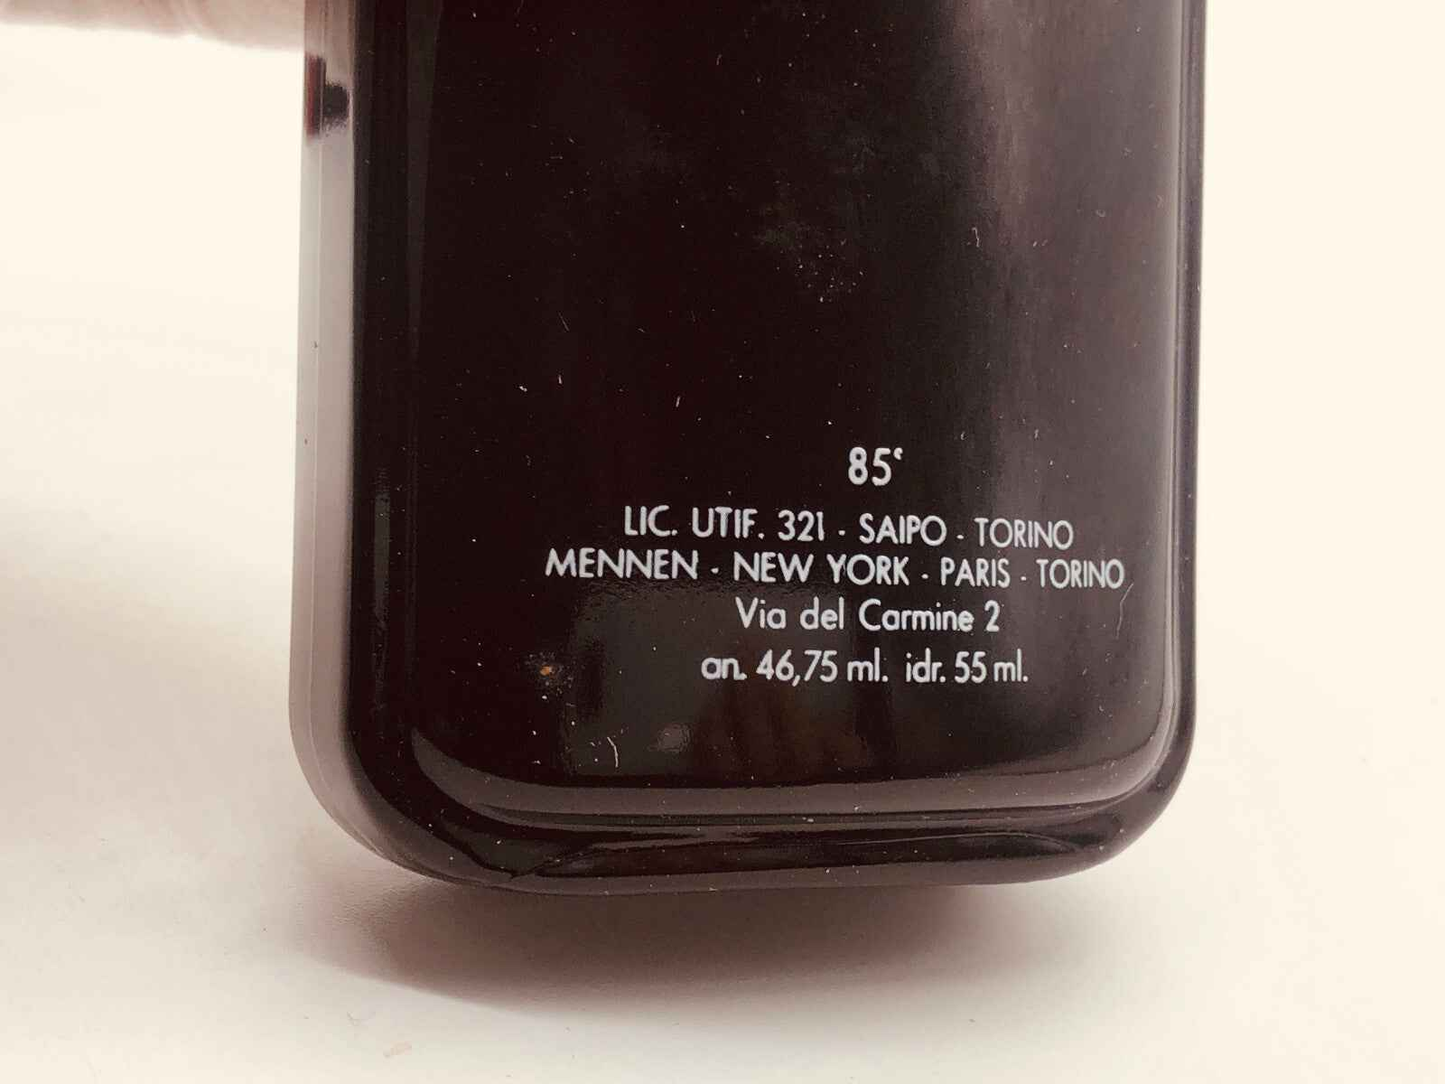 85°
LIC. UTIF. 321 - SAIPO - TORINO
MENNEN - NEW YORK - PARIS - TORINO
Via del Carmine 2
an. 46,75 ml. idr. 55 ml.